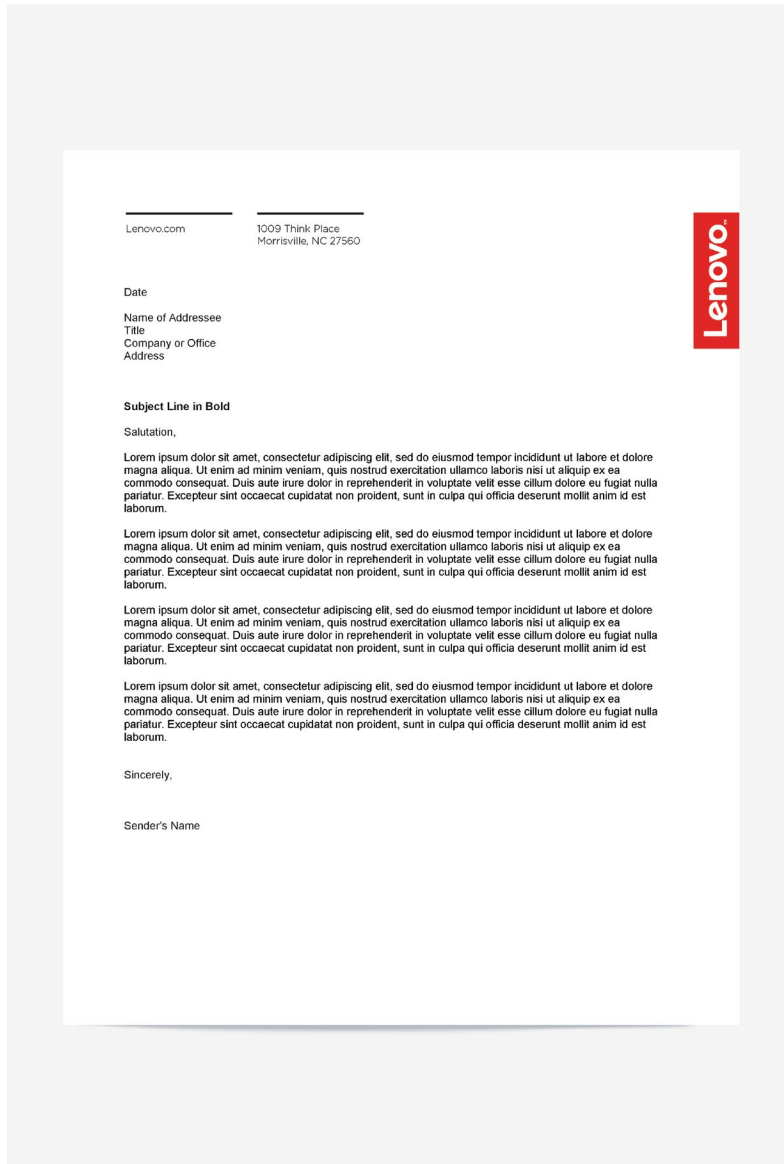 Lenovo.com
1009 Think Place
Morrisville, NC 27560
Lenovo™
Date
Name of Addressee
Title
Company or Office
Address
Subject Line in Bold
Salutation,
Lorem ipsum dolor sit amet, consectetur adipiscing elit, sed do eiusmod tempor incididunt ut labore et dolore
magna aliqua. Ut enim ad minim veniam, quis nostrud exercitation ullamco laboris nisi ut aliquip ex ea
commodo consequat. Duis aute irure dolor in reprehenderit in voluptate velit esse cillum dolore eu fugiat nulla
pariatur. Excepteur sint occaecat cupidatat non proident, sunt in culpa qui officia deserunt mollit anim id est
laborum.
Lorem ipsum dolor sit amet, consectetur adipiscing elit, sed do eiusmod tempor incididunt ut labore et dolore
magna aliqua. Ut enim ad minim veniam, quis nostrud exercitation ullamco laboris nisi ut aliquip ex ea
commodo consequat. Duis aute irure dolor in reprehenderit in voluptate velit esse cillum dolore eu fugiat nulla
pariatur. Excepteur sint occaecat cupidatat non proident, sunt in culpa qui officia deserunt mollit anim id est
laborum.
Lorem ipsum dolor sit amet, consectetur adipiscing elit, sed do eiusmod tempor incididunt ut labore et dolore
magna aliqua. Ut enim ad minim veniam, quis nostrud exercitation ullamco laboris nisi ut aliquip ex ea
commodo consequat. Duis aute irure dolor in reprehenderit in voluptate velit esse cillum dolore eu fugiat nulla
pariatur. Excepteur sint occaecat cupidatat non proident, sunt in culpa qui officia deserunt mollit anim id est
laborum.
Lorem ipsum dolor sit amet, consectetur adipiscing elit, sed do eiusmod tempor incididunt ut labore et dolore
magna aliqua. Ut enim ad minim veniam, quis nostrud exercitation ullamco laboris nisi ut aliquip ex ea
commodo consequat. Duis aute irure dolor in reprehenderit in voluptate velit esse cillum dolore eu fugiat nulla
pariatur. Excepteur sint occaecat cupidatat non proident, sunt in culpa qui officia deserunt mollit anim id est
laborum.
Sincerely,
Sender's Name